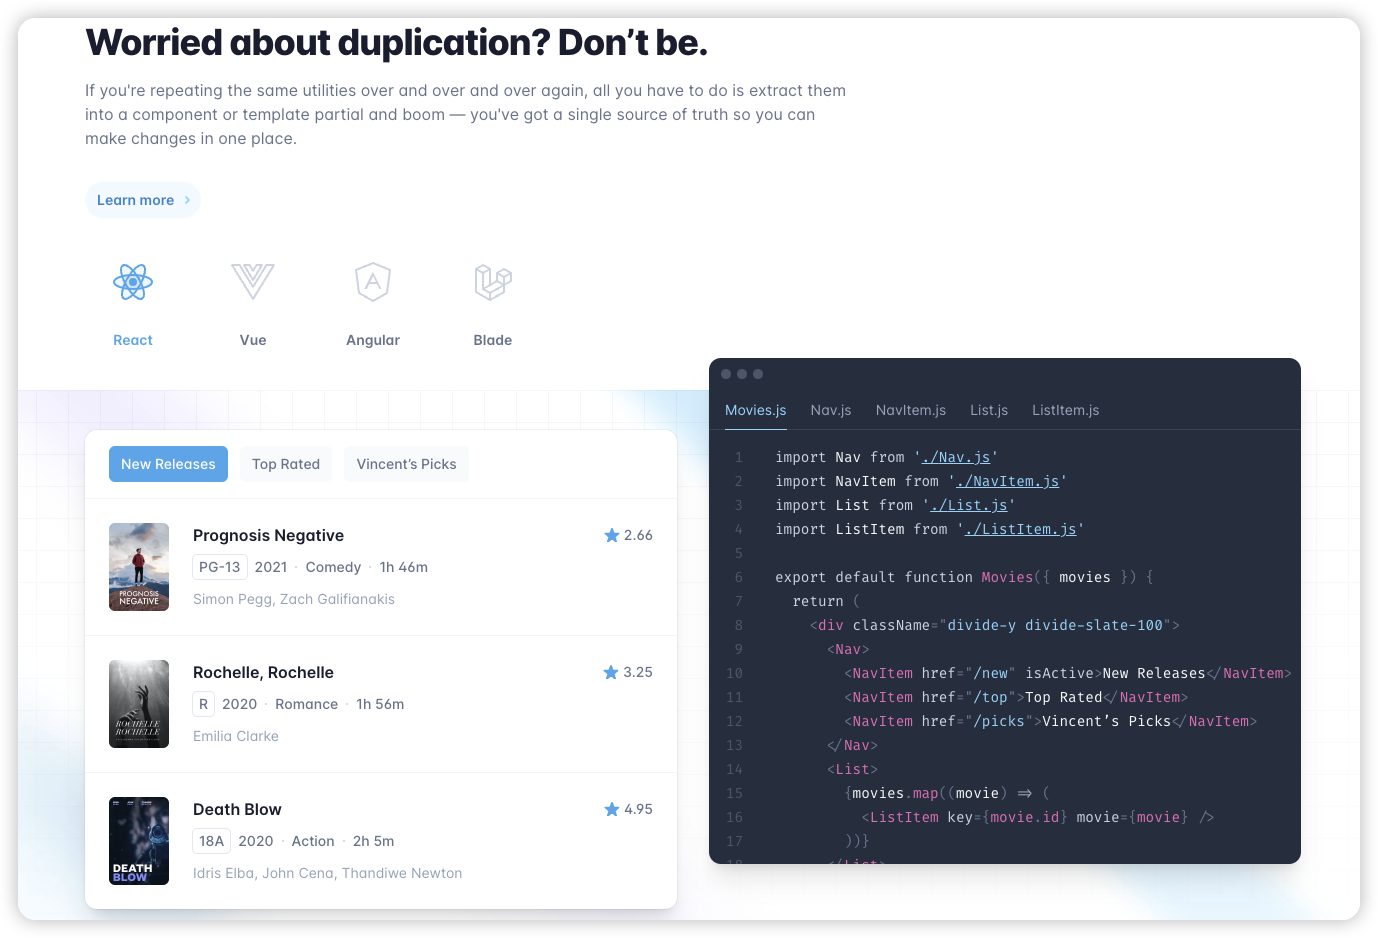 Worried about duplication? Don’t be.
If you're repeating the same utilities over and over and over again, all you have to do is extract them
into a component or template partial and boom — you've got a single source of truth so you can
make changes in one place.
Learn more
React
Vue
Angular
Blade
New Releases
Top Rated
Vincent’s Picks
PROGNOSIS
NEGATIVE
Prognosis Negative
2.66
PG-13 2021 · Comedy · 1h 46m
Simon Pegg, Zach Galifianakis
ROCHELLE
ROCHELLE
Rochelle, Rochelle
3.25
R 2020 · Romance · 1h 56m
Emilia Clarke
DEATH
BLOW
Death Blow
4.95
18A 2020 · Action · 2h 5m
Idris Elba, John Cena, Thandiwe Newton
Movies.js
Nav.js
NavItem.js
List.js
ListItem.js
1 import Nav from './Nav.js'
2 import NavItem from './NavItem.js'
3 import List from './List.js'
4 import ListItem from './ListItem.js'
5
6 export default function Movies({ movies }) {
7 return (
8 <div className="divide-y divide-slate-100">
9 <Nav>
10 <NavItem href="/new" isActive>New Releases</NavItem>
11 <NavItem href="/top">Top Rated</NavItem>
12 <NavItem href="/picks">Vincent’s Picks</NavItem>
13 </Nav>
14 <List>
15 {movies.map((movie) => (
16 <ListItem key={movie.id} movie={movie} />
17 ))}
18 </List>